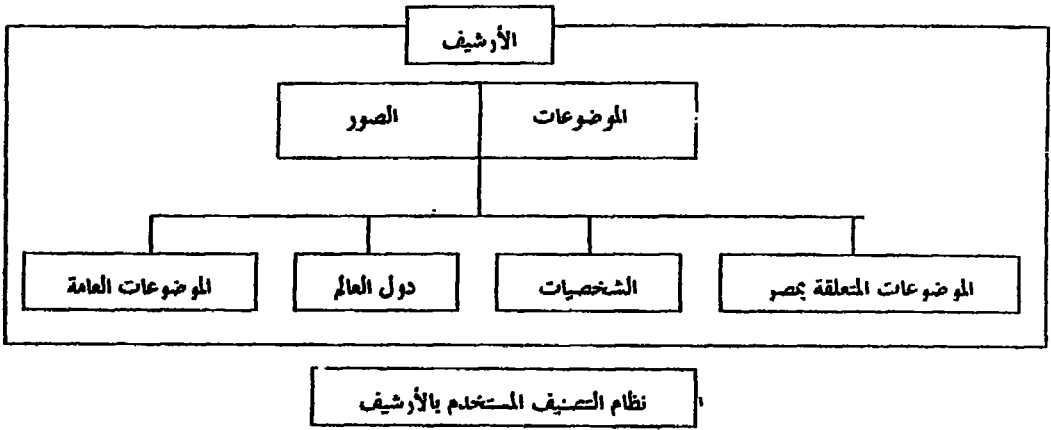 الأرشيف
الموضوعات
الصور
الموضوعات المتعلقة بمصر
الشخصيات
دول العالم
الموضوعات العامة
نظام التصنيف المستخدم بالأرشيف